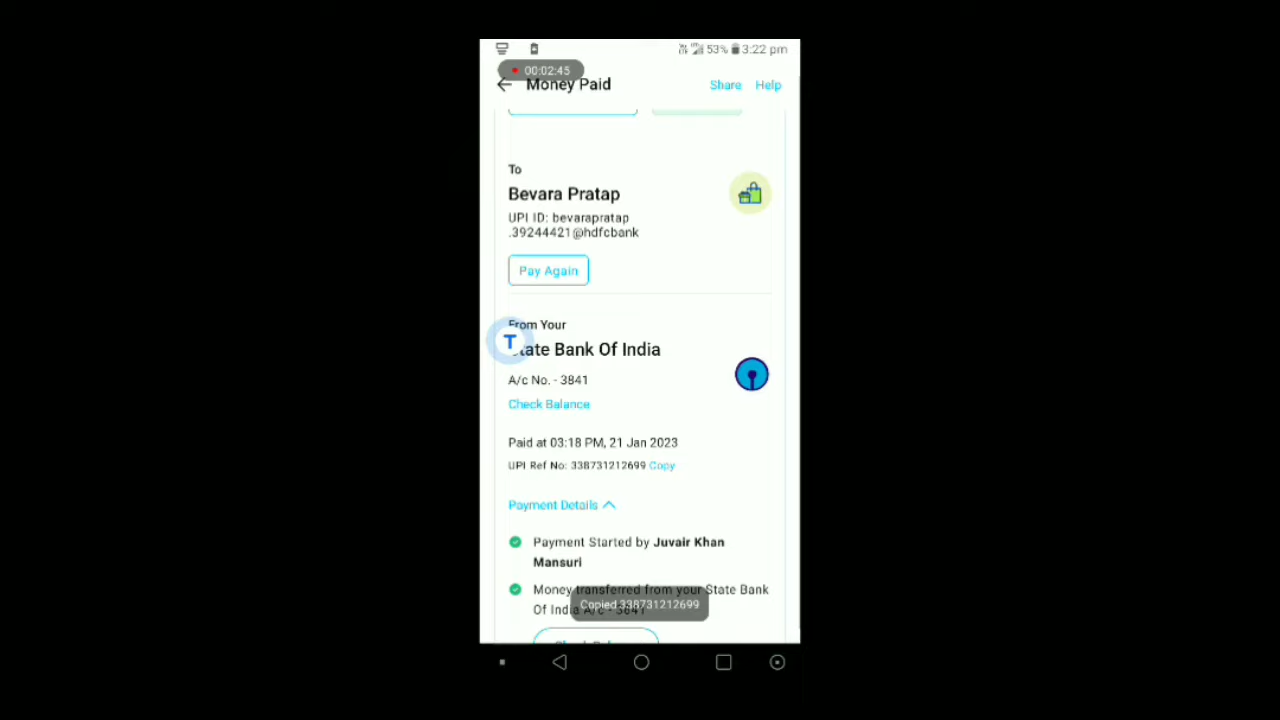 53% 3:22 pm
00:02:45
Money Paid Share Help
To
Bevara Pratap
UPI ID: bevarapratap
.39244421@hdfcbank
Pay Again
From Your
T
State Bank Of India
A/c No. - 3841
Check Balance
Paid at 03:18 PM, 21 Jan 2023
UPI Ref No: 338731212699 Copy
Payment Details
Payment Started by Juvair Khan
Mansuri
Money transferred from your State Bank
Of India A/c - 3841
Copied 338731212699